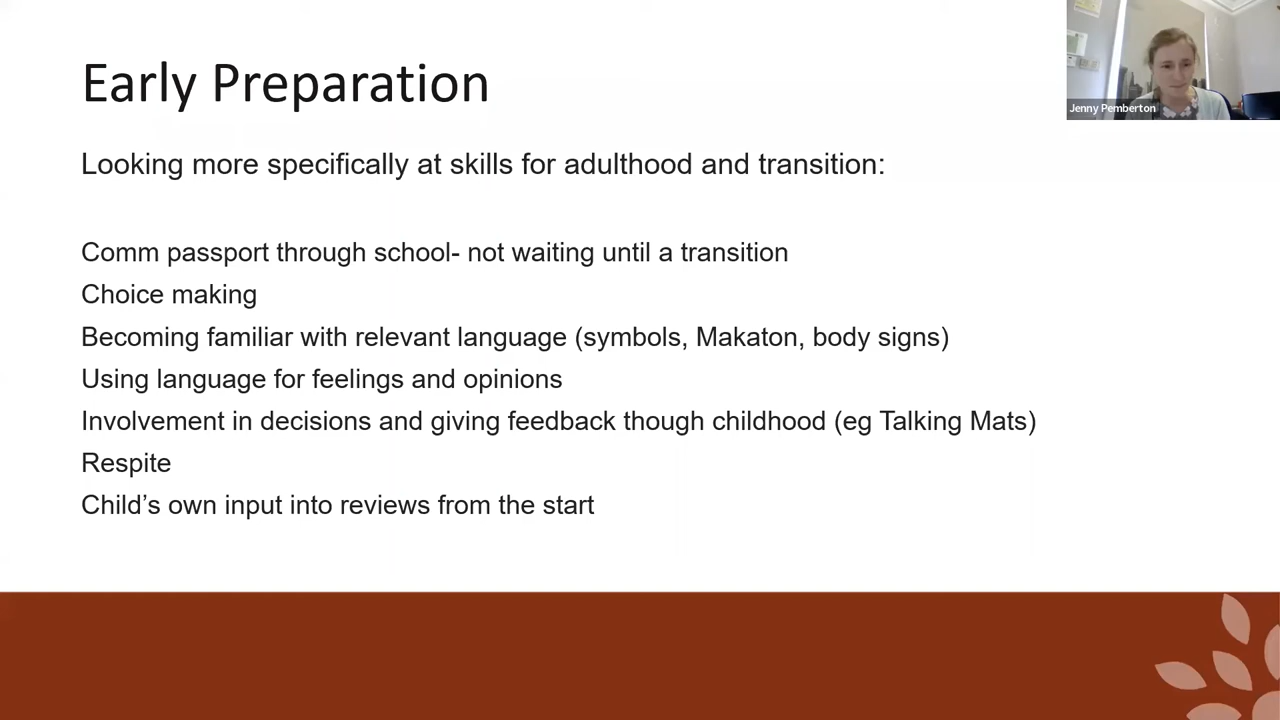 Early Preparation
Jenny Pemberton
Looking more specifically at skills for adulthood and transition:
Comm passport through school- not waiting until a transition
Choice making
Becoming familiar with relevant language (symbols, Makaton, body signs)
Using language for feelings and opinions
Involvement in decisions and giving feedback though childhood (eg Talking Mats)
Respite
Child’s own input into reviews from the start